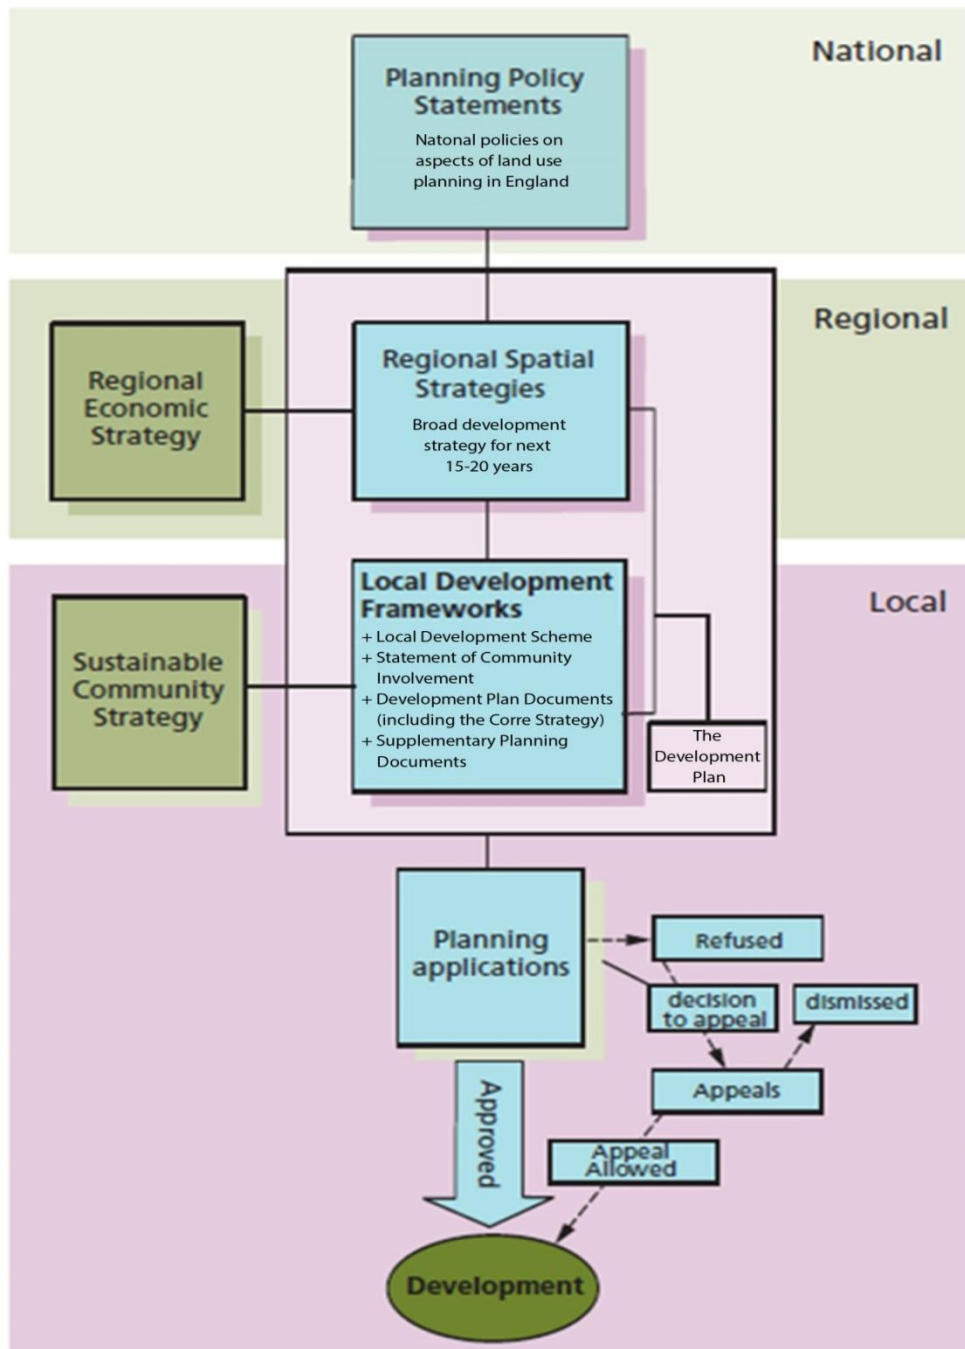 National
Planning Policy
Statements
Natonal policies on
aspects of land use
planning in England
Regional
Regional
Economic
Strategy
Regional Spatial
Strategies
Broad development
strategy for next
15-20 years
Local
Sustainable
Community
Strategy
Local Development
Frameworks
+ Local Development Scheme
+ Statement of Community
Involvement
+ Development Plan Documents
(including the Corre Strategy)
+ Supplementary Planning
Documents
The
Development
Plan
Planning
applications
Refused
decision
to appeal
dismissed
Appeals
Appeal
Allowed
Approved
Development